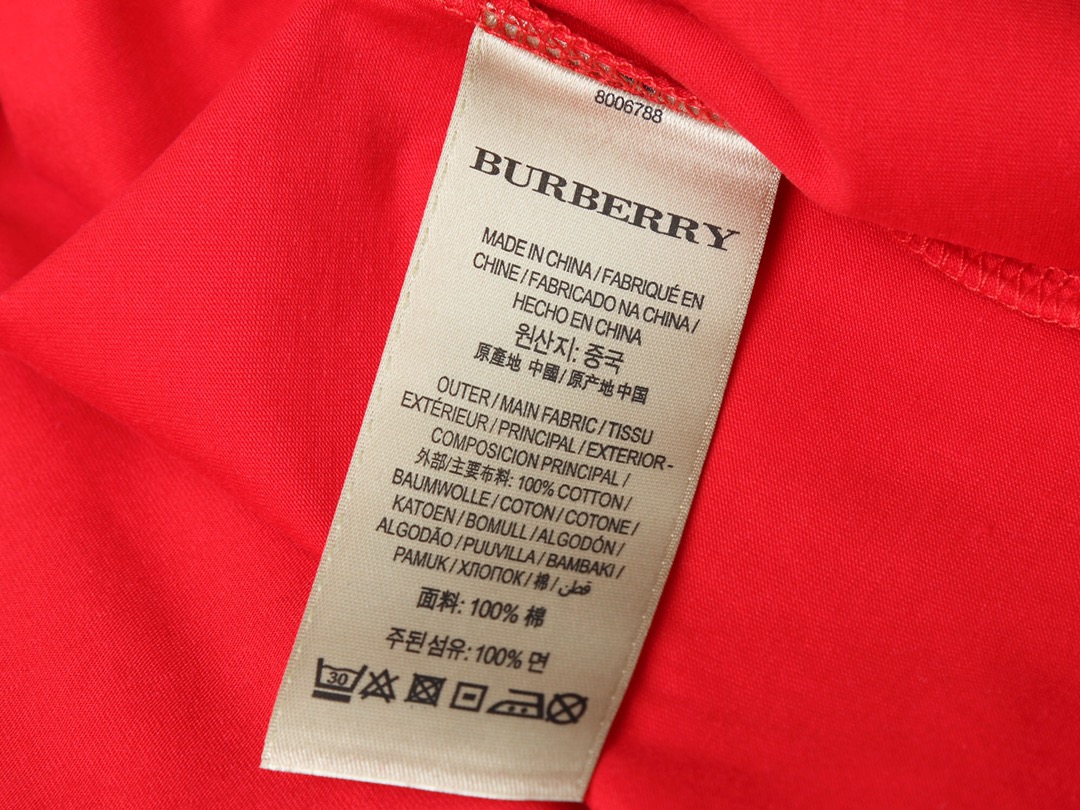 8006788
BURBERRY
MADE IN CHINA / FABRIQUÉ EN
CHINE / FABRICADO NA CHINA /
HECHO EN CHINA
원산지: 중국
原產地 中國 / 原产地 中国
OUTER / MAIN FABRIC / TISSU
EXTÉRIEUR / PRINCIPAL / EXTERIOR-
COMPOSICION PRINCIPAL /
外部/主要布料: 100% COTTON /
BAUMWOLLE / COTON / COTONE /
KATOEN / BOMULL / ALGODÓN /
ALGODÃO / PUUVILLA / BAMBAKI /
PAMUK / ХЛОПОК / 棉 / قطن
面料: 100% 棉
주된섬유: 100% 면
30